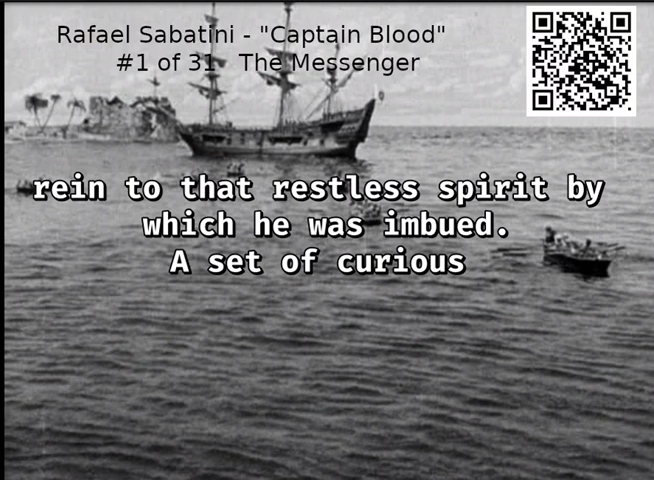 Rafael Sabatini - "Captain Blood"
#1 of 31 The Messenger
rein to that restless spirit by
which he was imbued.
A set of curious